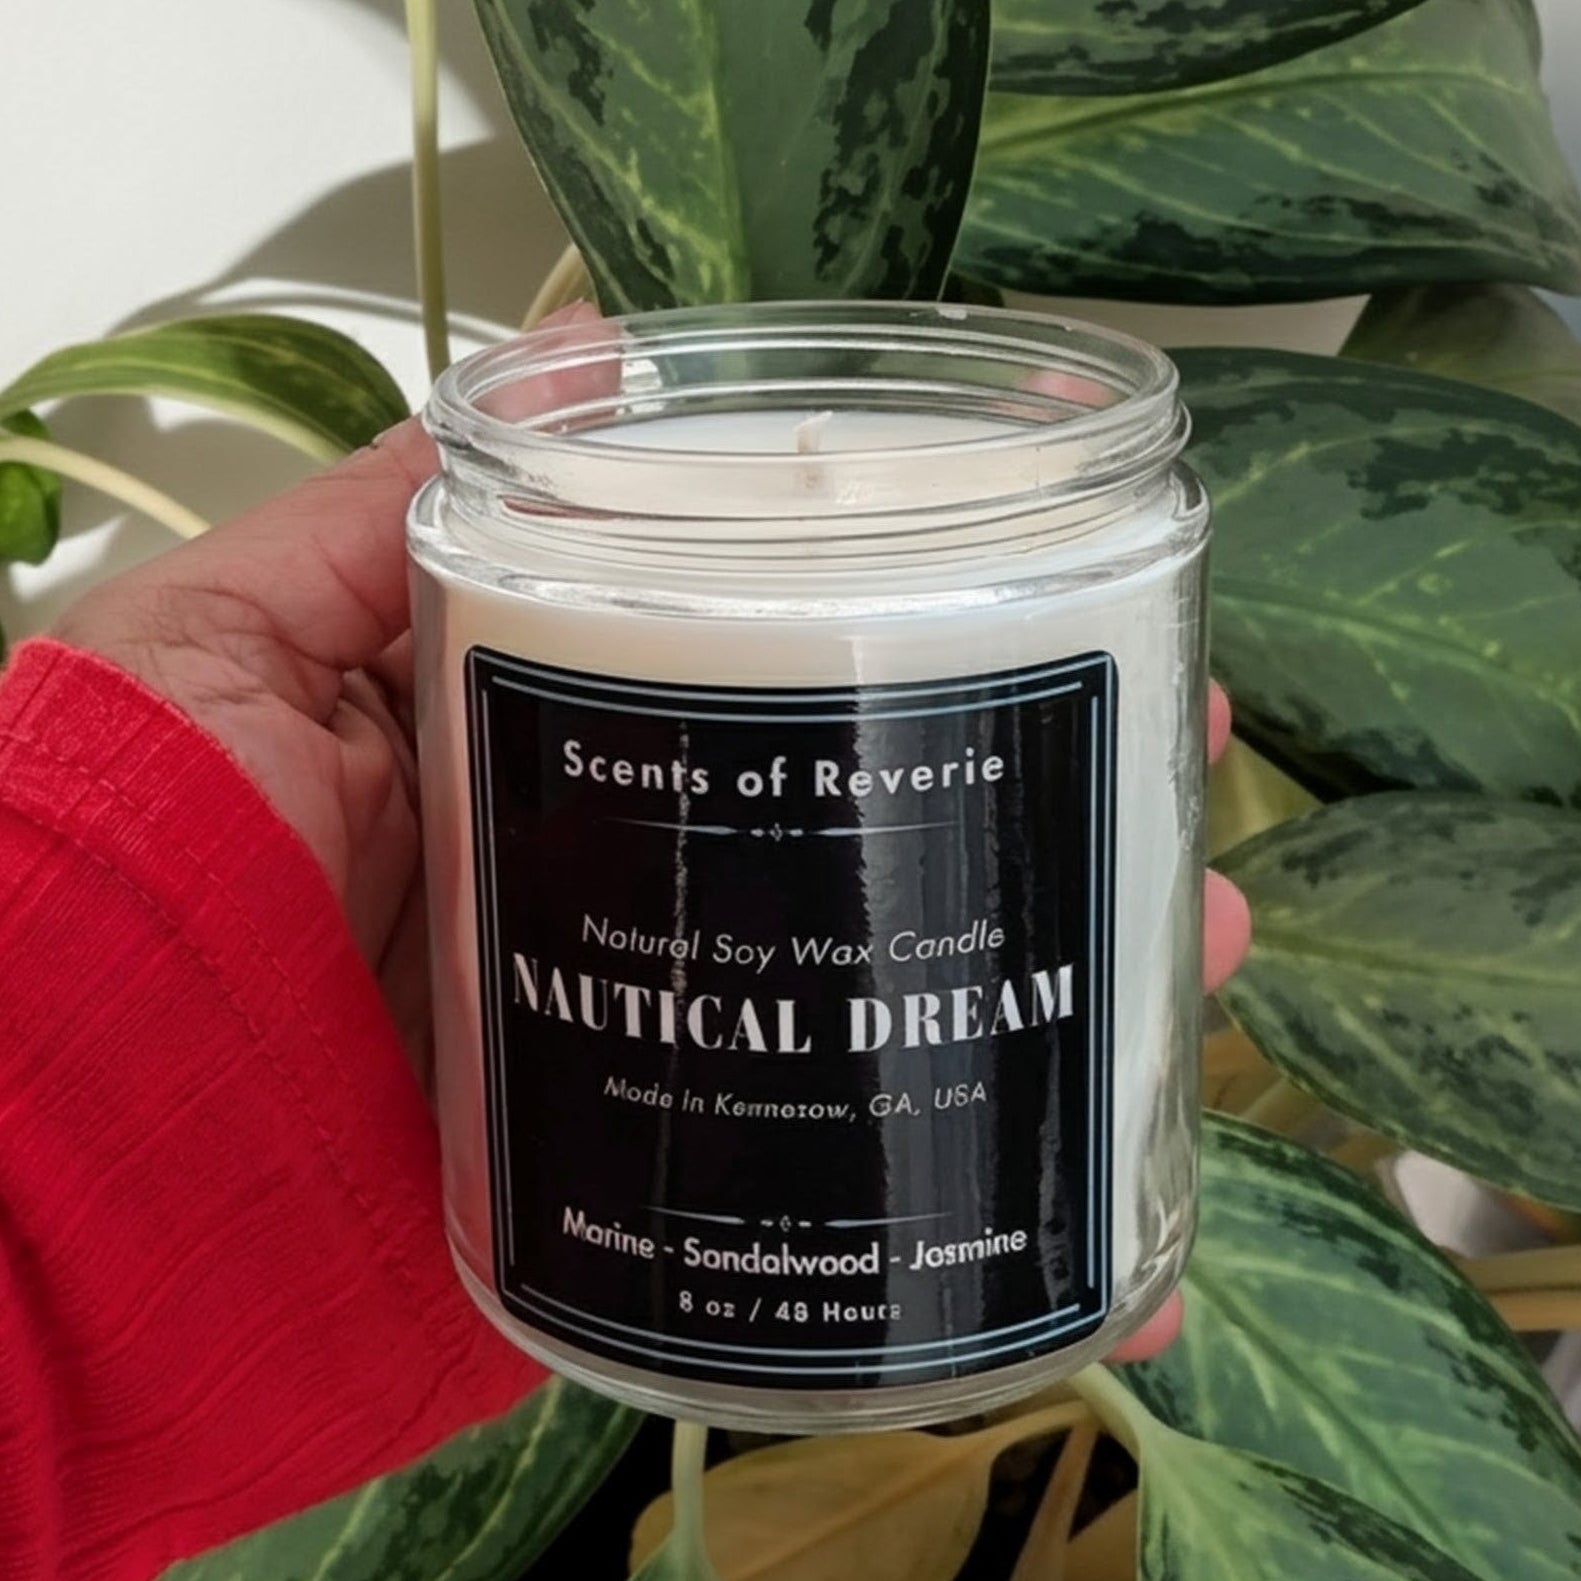 Scents of Reverie
Natural Soy Wax Candle
NAUTICAL DREAM
Made In GA, USA
Marine - Sandalwood - Jasmine
8 oz / 48 Hours